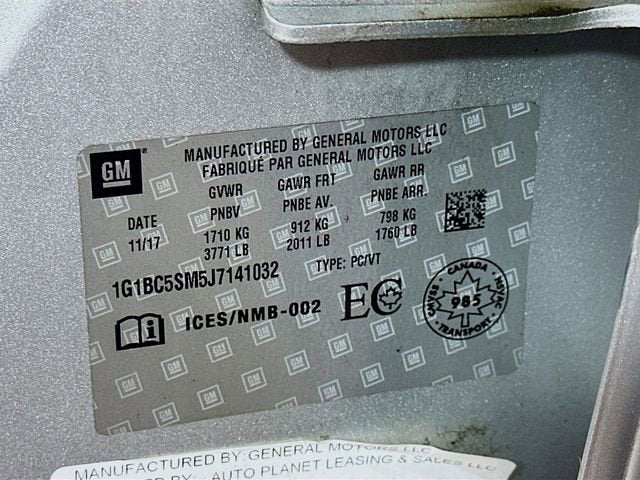 GM
MANUFACTURED BY GENERAL MOTORS LLC
FABRIQUÉ PAR GENERAL MOTORS LLC
GVWR GAWR FRT GAWR RR
DATE PNBV PNBE AV. PNBE ARR.
11/17 1710 KG 912 KG 798 KG
3771 LB 2011 LB 1760 LB
1G1BC5SM5J7141032 TYPE: PC/VT
ICES/NMB-002 EC CANADA 985 TRANSPORT
MANUFACTURED BY: GENERAL MOTORS LLC
BY: AUTO PLANET LEASING & SALES LLC